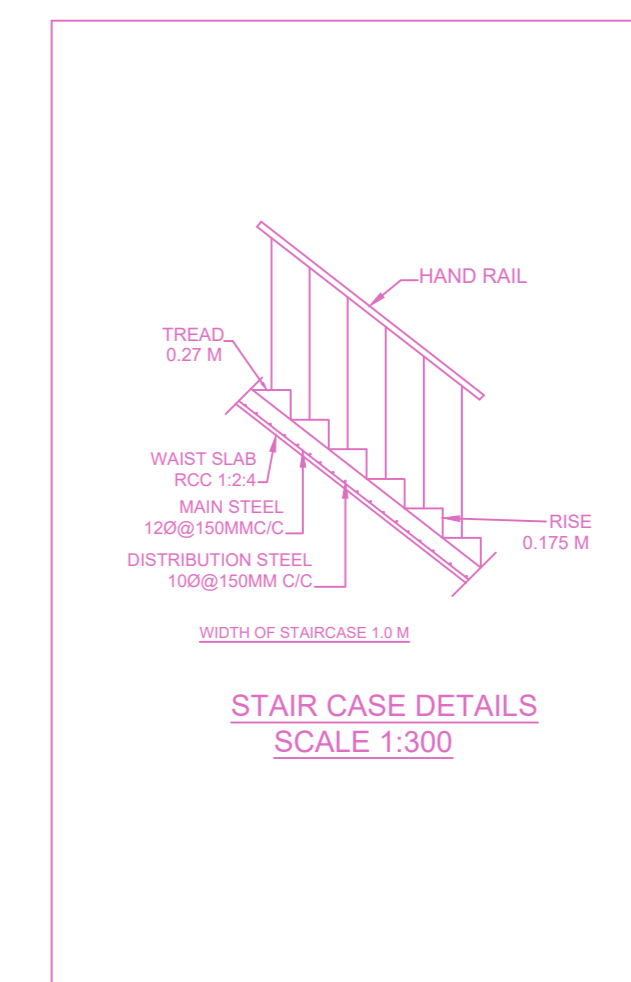 HAND RAIL
TREAD
0.27 M
WAIST SLAB
RCC 1:2:4
MAIN STEEL
12Ø@150MMC/C
DISTRIBUTION STEEL
10Ø@150MM C/C
RISE
0.175 M
WIDTH OF STAIRCASE 1.0 M
STAIR CASE DETAILS
SCALE 1:300